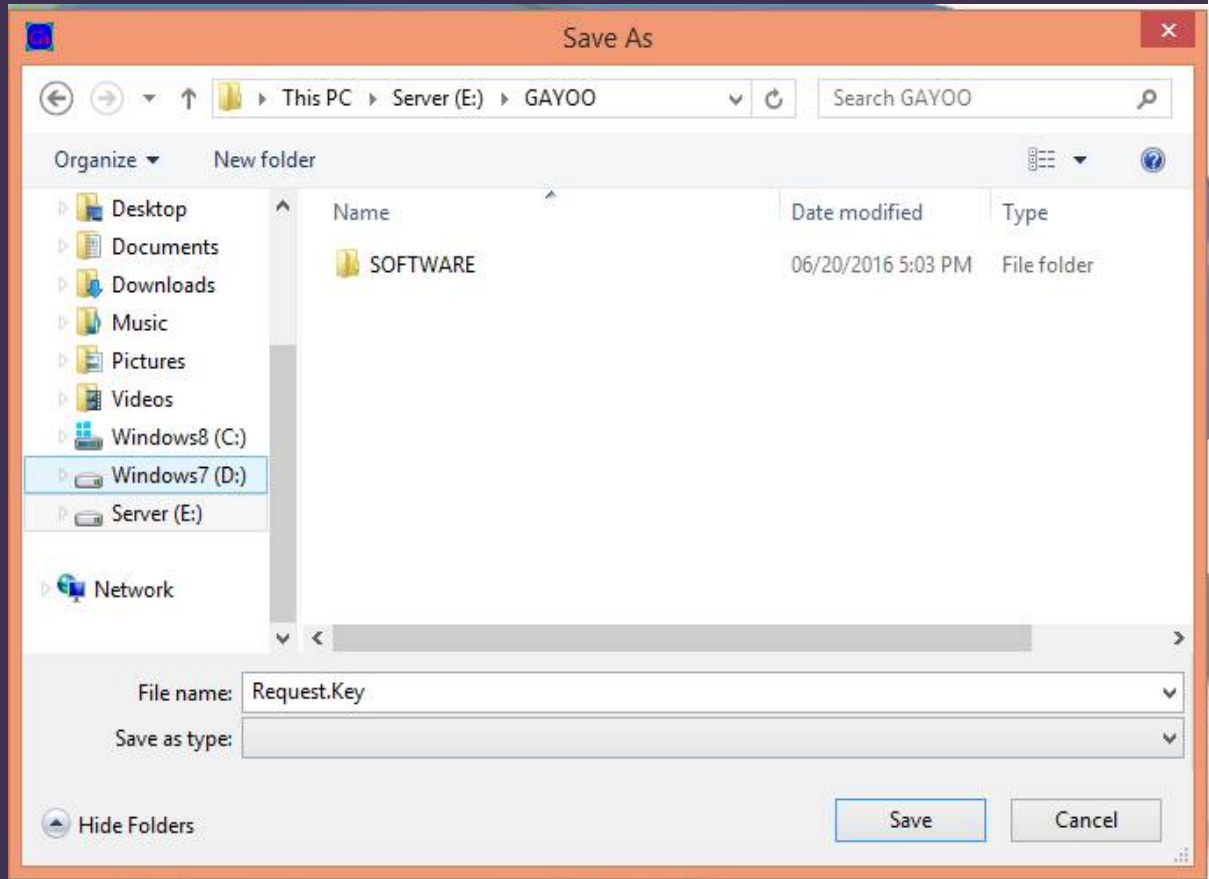 Save As
This PC Server (E:) GAYOO Search GAYOO
Organize New folder
Name Date modified Type
Desktop
Documents
SOFTWARE 06/20/2016 5:03 PM File folder
Downloads
Music
Pictures
Videos
Windows8 (C:)
Windows7 (D:)
Server (E:)
Network
File name: Request.Key
Save as type:
Hide Folders Save Cancel